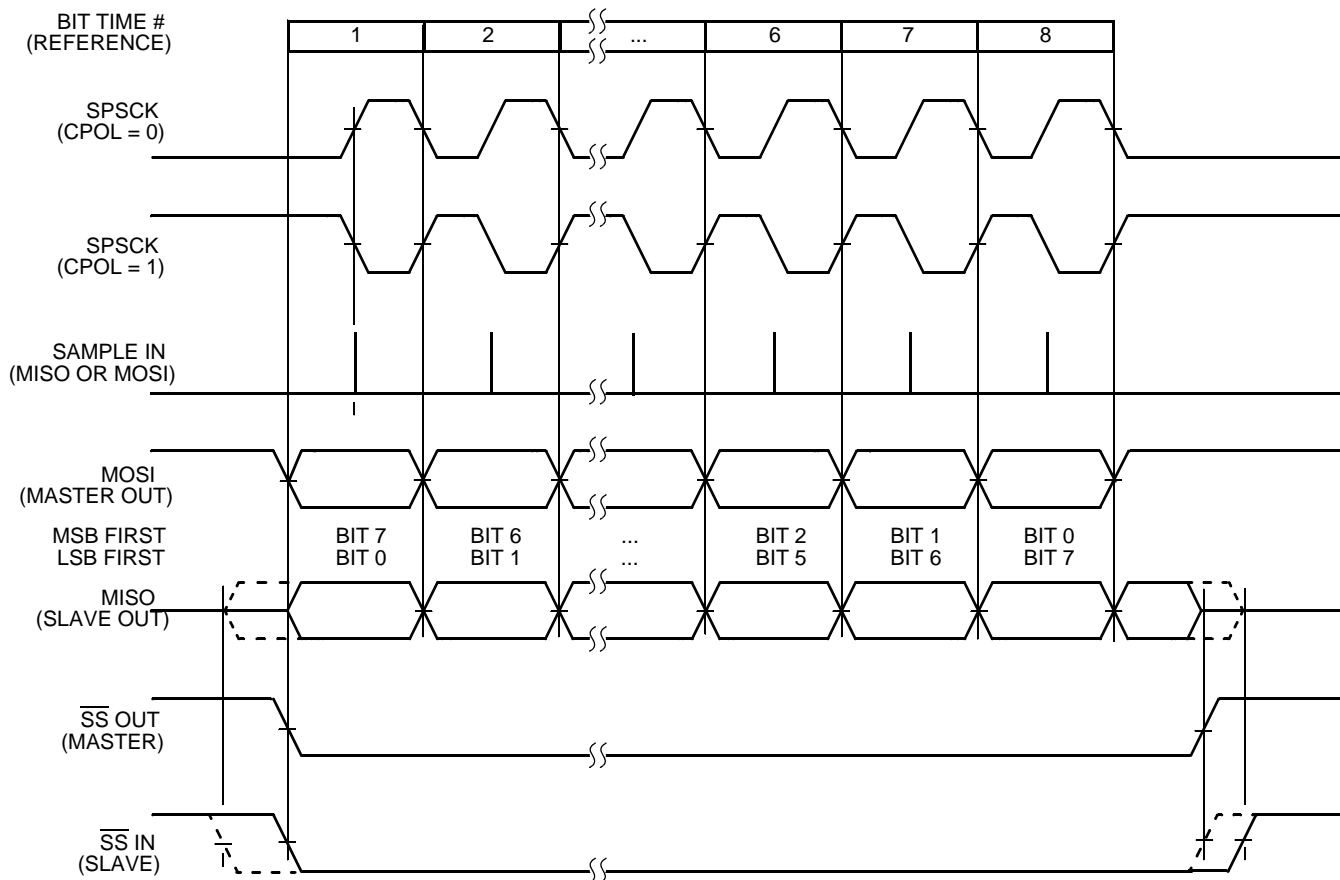 BIT TIME #
(REFERENCE)
1 2 ... 6 7 8
SPSCK
(CPOL = 0)
SPSCK
(CPOL = 1)
SAMPLE IN
(MISO OR MOSI)
MOSI
(MASTER OUT)
MSB FIRST BIT 7 BIT 6 ... BIT 2 BIT 1 BIT 0
LSB FIRST BIT 0 BIT 1 ... BIT 5 BIT 6 BIT 7
MISO
(SLAVE OUT)
S̅S̅ OUT
(MASTER)
S̅S̅ IN
(SLAVE)